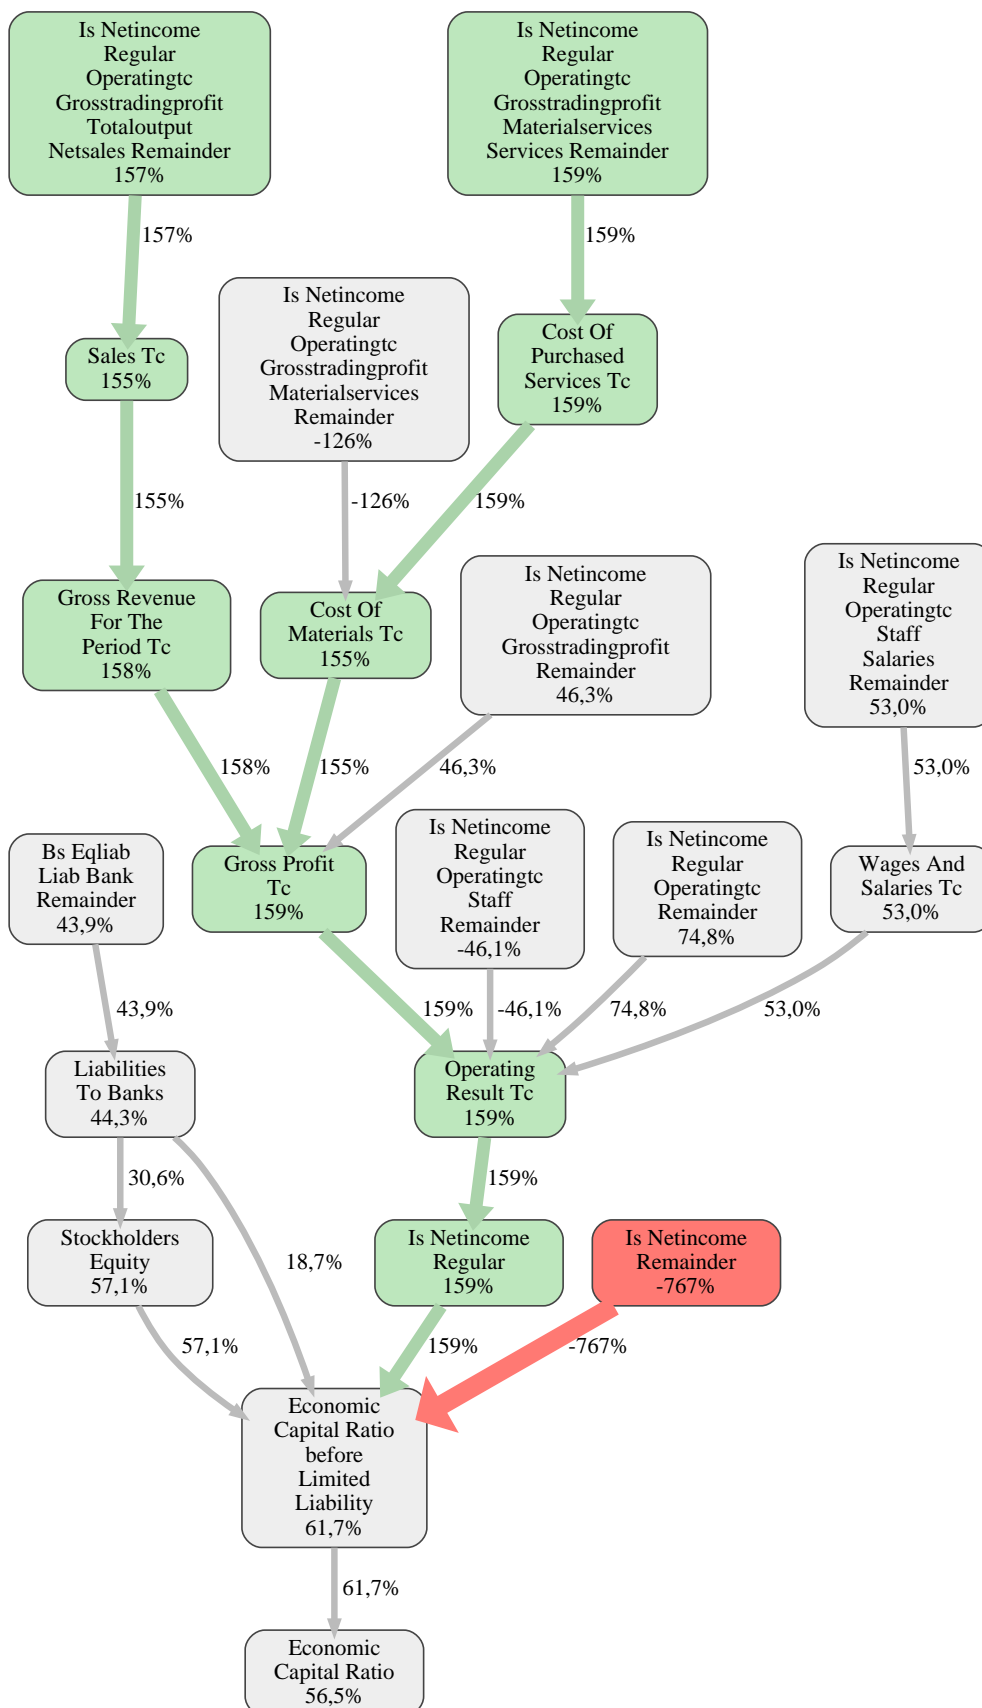 Is Netincome
Regular
Operatingtc
Grosstradingprofit
Totaloutput
Netsales Remainder
157%
Is Netincome
Regular
Operatingtc
Grosstradingprofit
Materialservices
Services Remainder
159%
157%
159%
Is Netincome
Regular
Operatingtc
Grosstradingprofit
Materialservices
Remainder
-126%
Sales Tc
155%
Cost Of
Purchased
Services Tc
159%
155%
-126%
159%
Gross Revenue
For The
Period Tc
158%
Cost Of
Materials Tc
155%
Is Netincome
Regular
Operatingtc
Grosstradingprofit
Remainder
46,3%
Is Netincome
Regular
Operatingtc
Staff
Salaries
Remainder
53,0%
158%
155%
46,3%
53,0%
Bs Eqliab
Liab Bank
Remainder
43,9%
Gross Profit
Tc
159%
Is Netincome
Regular
Operatingtc
Staff
Remainder
-46,1%
Is Netincome
Regular
Operatingtc
Remainder
74,8%
Wages And
Salaries Tc
53,0%
43,9%
159%
-46,1%
74,8%
53,0%
Liabilities
To Banks
44,3%
Operating
Result Tc
159%
30,6%
159%
Stockholders
Equity
57,1%
18,7%
Is Netincome
Regular
159%
Is Netincome
Remainder
-767%
57,1%
159%
-767%
Economic
Capital Ratio
before
Limited
Liability
61,7%
61,7%
Economic
Capital Ratio
56,5%